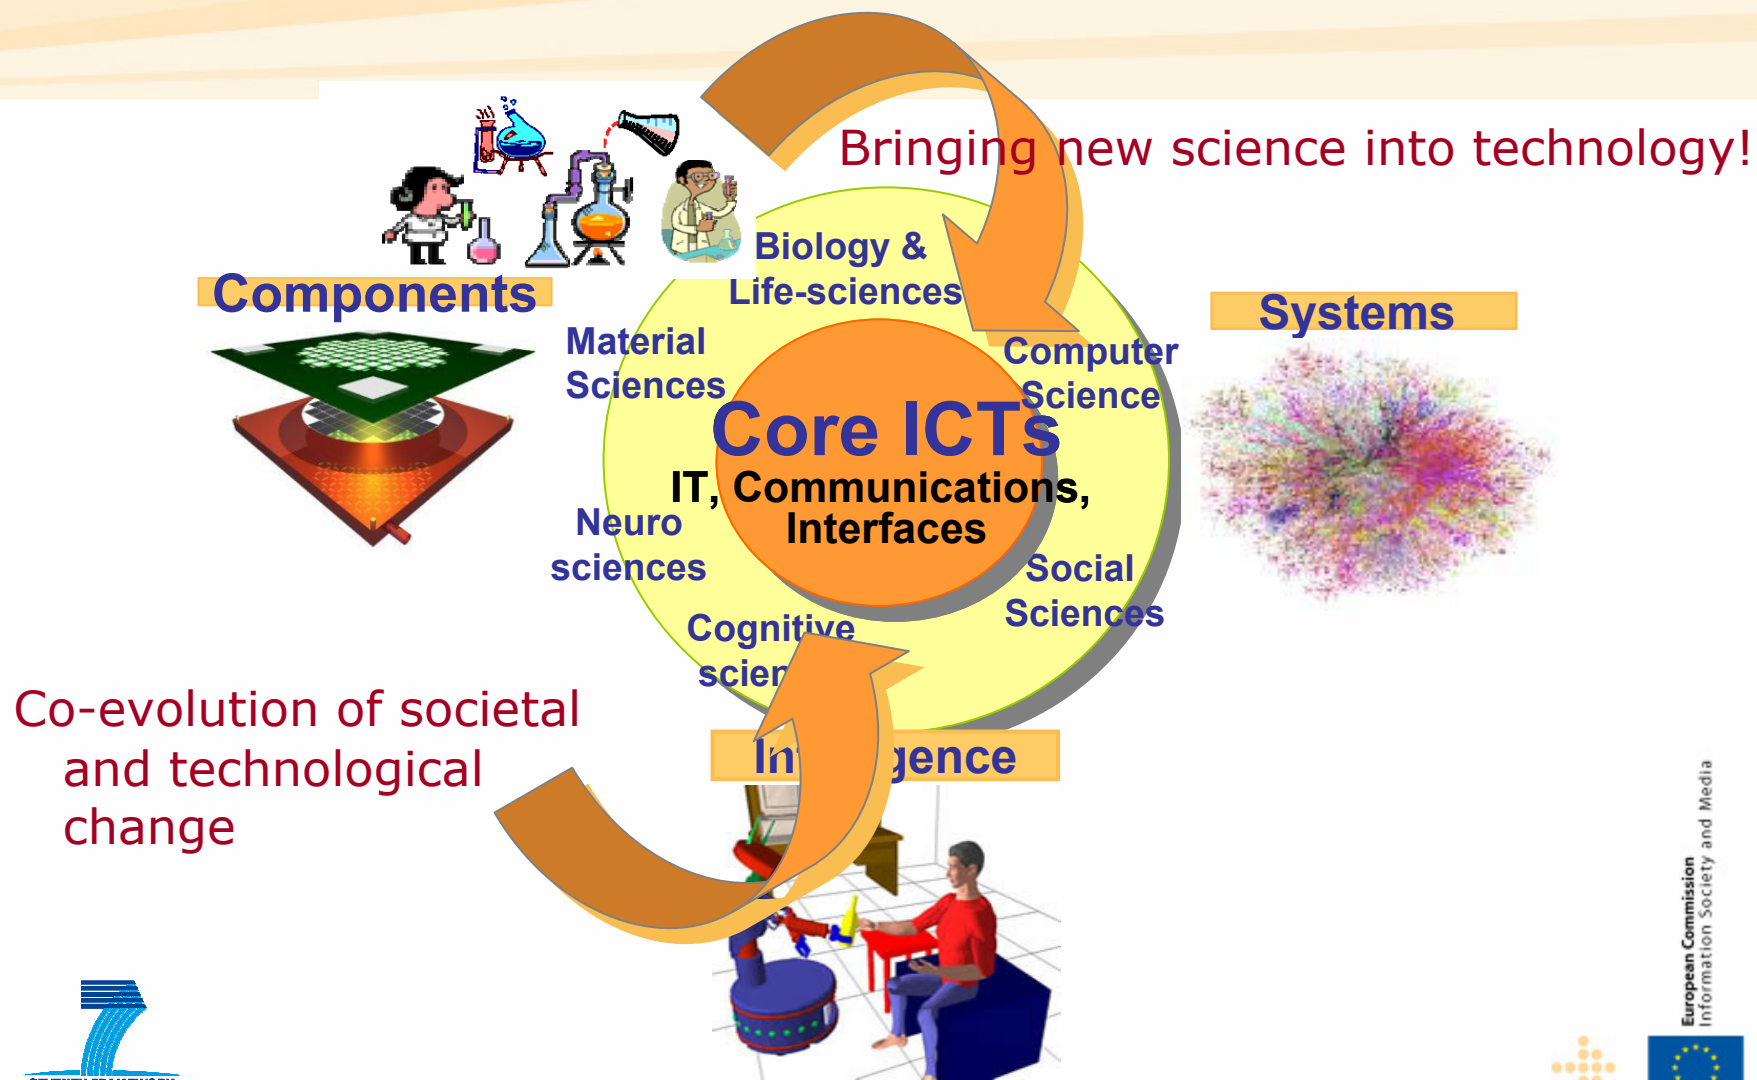 Bringing new science into technology!
Biology &
Life-sciences
Components
Systems
Material
Sciences
Computer
Science
Core ICTs
IT, Communications,
Interfaces
Neuro
sciences
Social
Sciences
Cognitive
Co-evolution of societal
and technological
change
European Commission
Information Society and Media
7